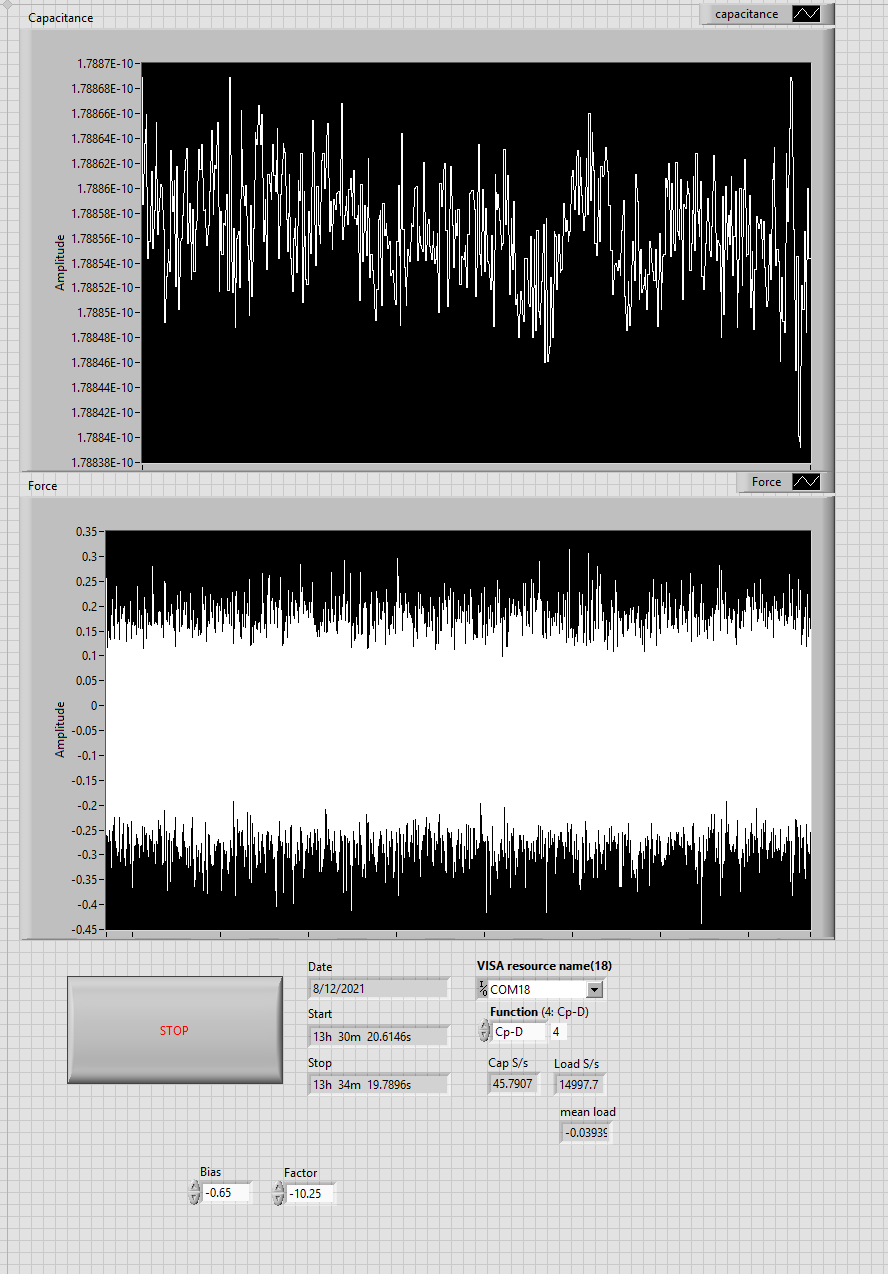 Capacitance
capacitance
1.7887E-10
1.78868E-10
1.78866E-10
1.78864E-10
1.78862E-10
1.7886E-10
1.78858E-10
1.78856E-10
1.78854E-10
1.78852E-10
1.7885E-10
1.78848E-10
1.78846E-10
1.78844E-10
1.78842E-10
1.7884E-10
1.78838E-10
Amplitude
Force
Force
0.35
0.3
0.25
0.2
0.15
0.1
0.05
0
-0.05
-0.1
-0.15
-0.2
-0.25
-0.3
-0.35
-0.4
-0.45
Amplitude
STOP
Date
8/12/2021
Start
13h 30m 20.6146s
Stop
13h 34m 19.7896s
VISA resource name(18)
I/O COM18
Function (4: Cp-D)
Cp-D 4
Cap S/s Load S/s
45.7907 14997.7
mean load
-0.03939
Bias Factor
-0.65 -10.25